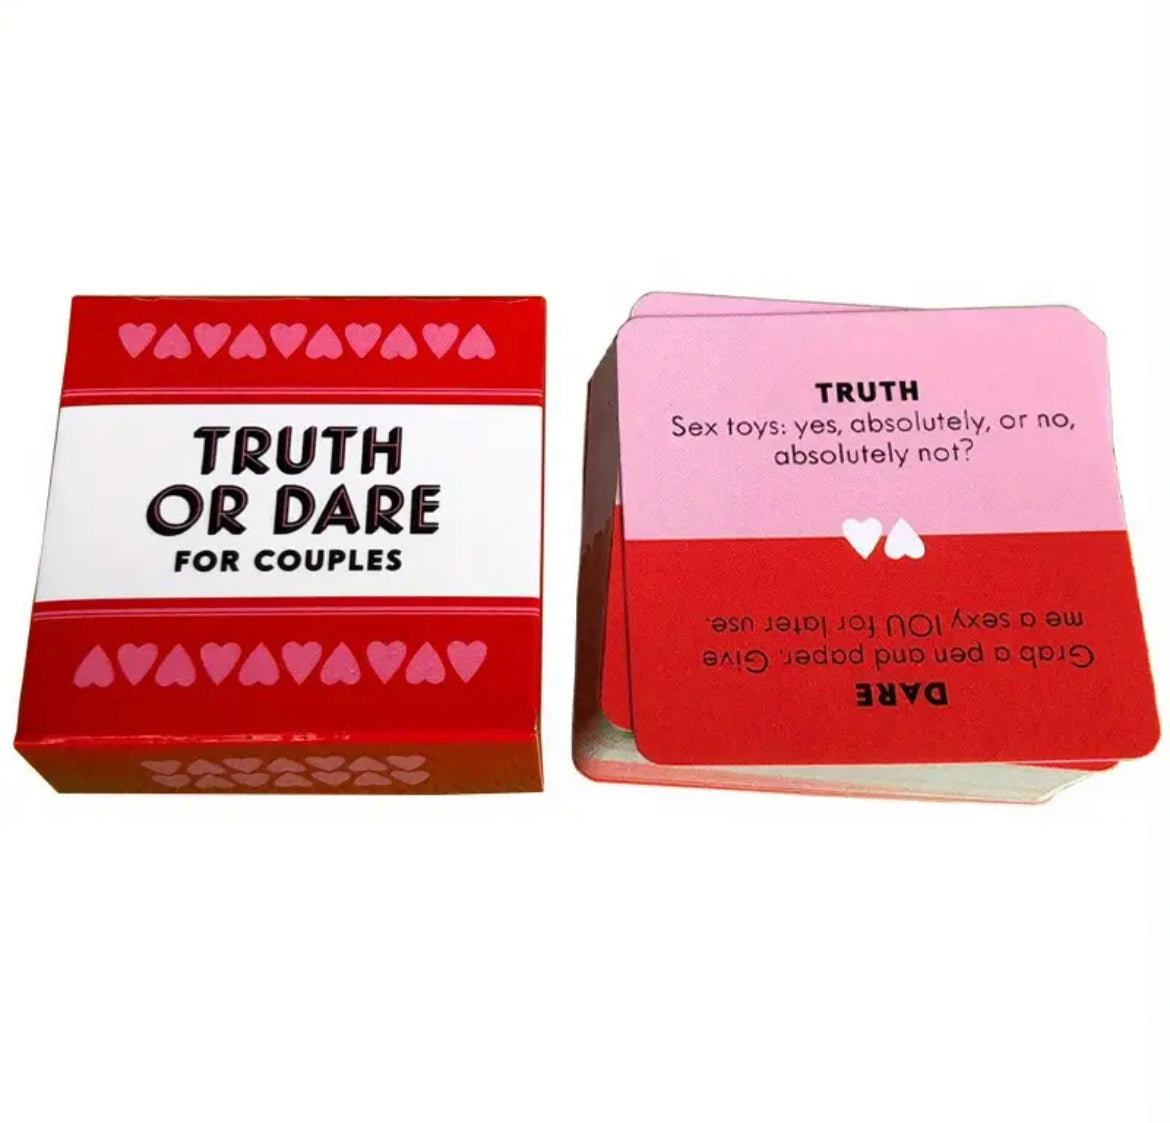 TRUTH
OR DARE
FOR COUPLES
TRUTH
Sex toys: yes, absolutely, or no,
absolutely not?
DARE
Grab a pen and paper. Give
me a sexy IOU for later use.